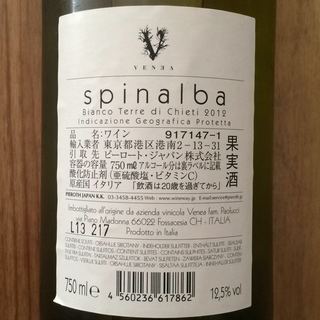 V
VENEA
spinalba
Bianco Terre di Chieti 2012
Indicazione Geografica Protetta
品名:ワイン 917147-1
輸入業者 東京都港区港南2-13-31
引取先 ピーロート・ジャパン株式会社
容器の容量 750mℓ アルコール分は表ラベルに記載
酸化防止剤 (亜硫酸塩・ビタミンC)
原産国 イタリア 「飲酒は20歳を過ぎてから」
果実酒
PIEROTH JAPAN K.K. 03-3458-4455 Web:
Imbottigliato all'origine da azienda vinicola Venea fam. Paolucci
via Piano Madonna 66022 Fossacesia CH - ITALIA
L13 217
Prodotto in Italia
750 ml e
4 560236 617862
12,5% vol